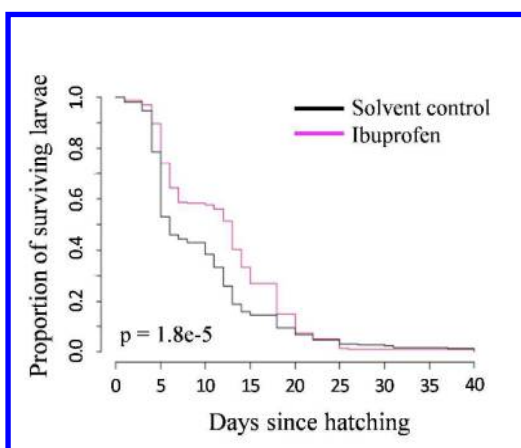 Proportion of surviving larvae
1.0
0.8
0.6
0.4
0.2
0.0
Solvent control
Ibuprofen
p = 1.8e-5
0 5 10 15 20 25 30 35 40
Days since hatching